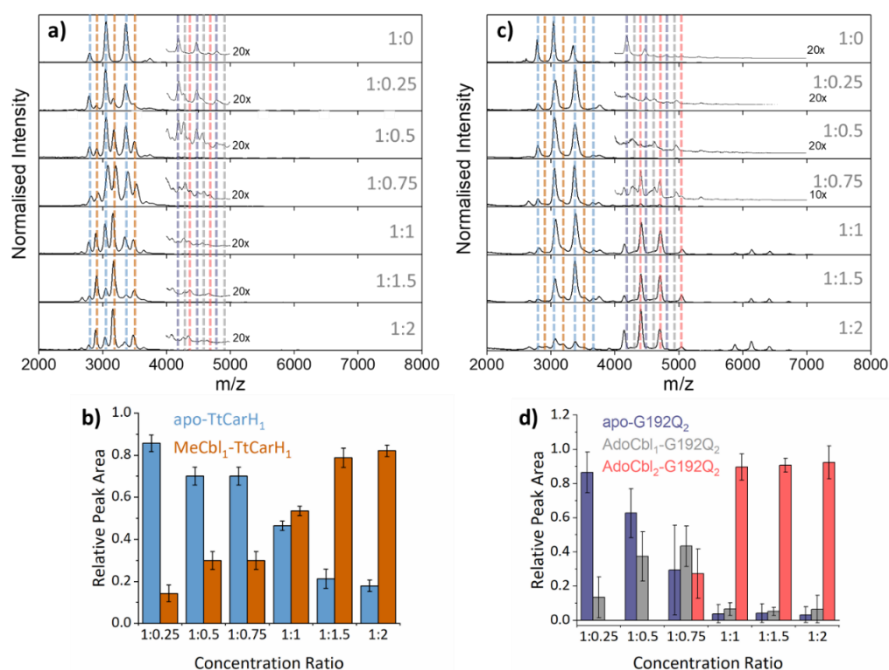 a)
Normalised Intensity
1:0
20x
1:0.25
20x
1:0.5
20x
1:0.75
20x
1:1
20x
1:1.5
20x
1:2
20x
2000 3000 4000 5000 6000 7000 8000
m/z
c)
Normalised Intensity
1:0
20x
1:0.25
20x
1:0.5
20x
1:0.75
10x
1:1
1:1.5
1:2
2000 3000 4000 5000 6000 7000 8000
m/z
b)
apo-TtCarH1
MeCbl1-TtCarH1
Relative Peak Area
1.0
0.8
0.6
0.4
0.2
0.0
1:0.25 1:0.5 1:0.75 1:1 1:1.5 1:2
Concentration Ratio
d)
apo-G192Q2
AdoCbl1-G192Q2
AdoCbl2-G192Q2
Relative Peak Area
1.2
1.0
0.8
0.6
0.4
0.2
0.0
1:0.25 1:0.5 1:0.75 1:1 1:1.5 1:2
Concentration Ratio